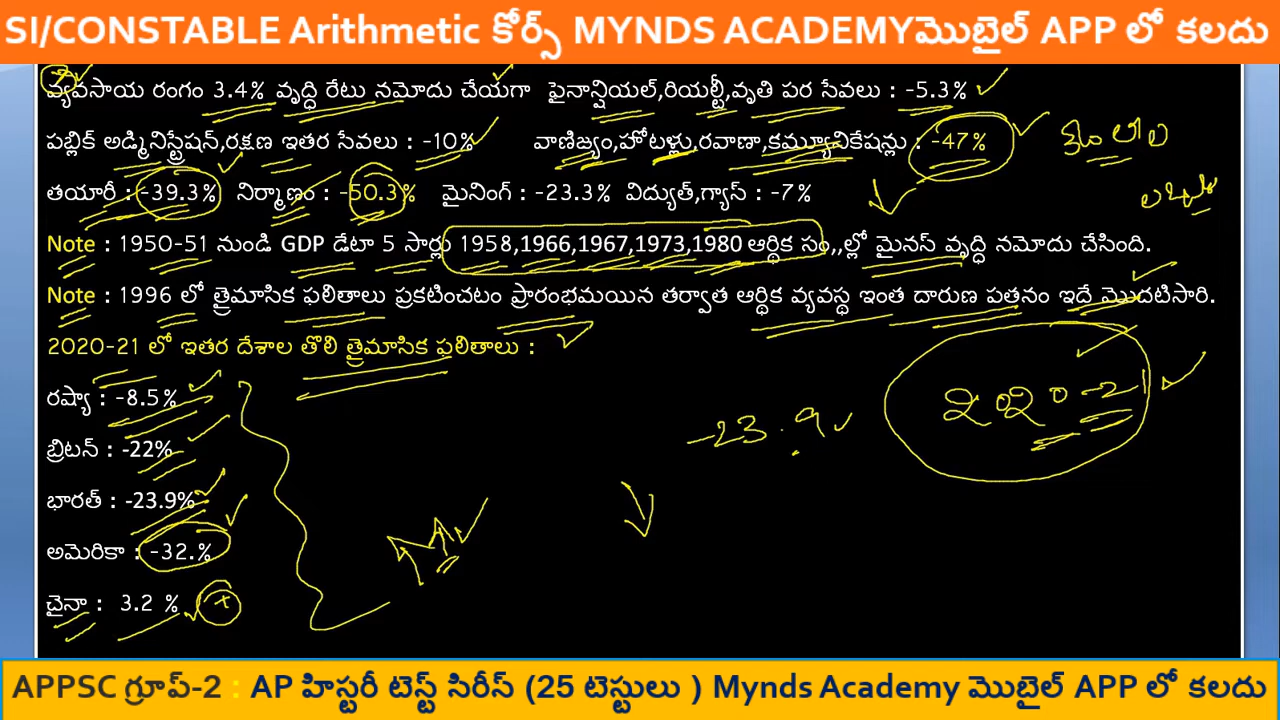 SI/CONSTABLE Arithmetic కోర్స్ MYNDS ACADEMYమొబైల్ APP లో కలదు
వ్యవసాయ రంగం 3.4% వృద్ధి రేటు నమోదు చేయగా ఫైనాన్షియల్,రియల్టీ,వృతి పర సేవలు : -5.3%
పబ్లిక్ అడ్మినిస్ట్రేషన్,రక్షణ ఇతర సేవలు : -10% వాణిజ్యం,హోటళ్లు,రవాణా,కమ్యూనికేషన్లు : -47%
తయారీ : -39.3% నిర్మాణం : -50.3% మైనింగ్ : -23.3% విద్యుత్,గ్యాస్ : -7%
Note : 1950-51 నుండి GDP డేటా 5 సార్లు 1958,1966,1967,1973,1980 ఆర్థిక సం,,ల్లో మైనస్ వృద్ధి నమోదు చేసింది.
Note : 1996 లో త్రైమాసిక ఫలితాలు ప్రకటించటం ప్రారంభమయిన తర్వాత ఆర్థిక వ్యవస్థ ఇంత దారుణ పతనం ఇదే మొదటిసారి.
2020-21 లో ఇతర దేశాల తొలి త్రైమాసిక ఫలితాలు :
రష్యా : -8.5%
బ్రిటన్ : -22%
భారత్ : -23.9%
అమెరికా : -32.%
చైనా : 3.2 % +
-23.9
2020-21
APPSC గ్రూప్-2 : AP హిస్టరీ టెస్ట్ సిరీస్ (25 టెస్టులు ) Mynds Academy మొబైల్ APP లో కలదు